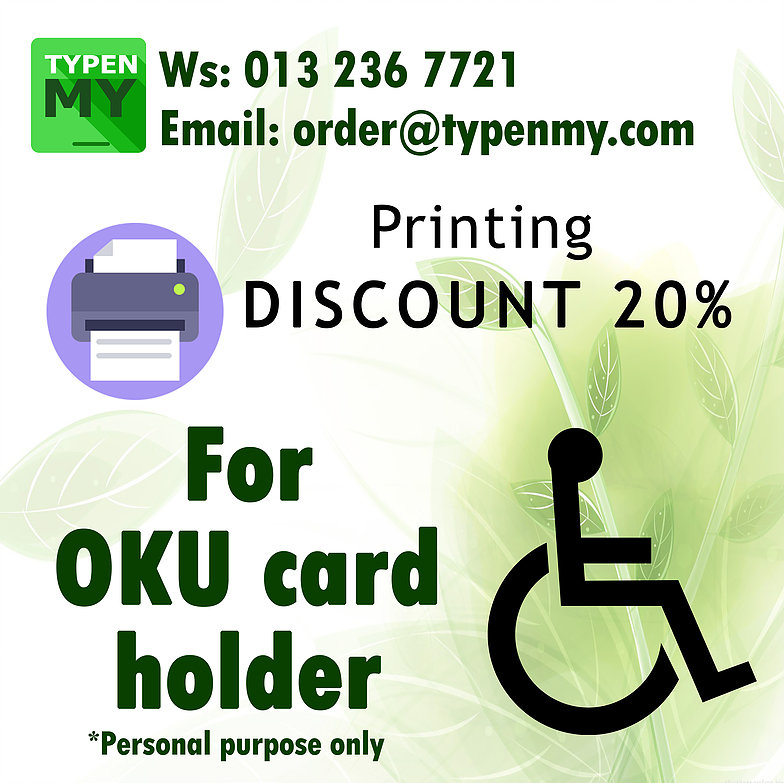 TYPEN
MY
Ws: 013 236 7721
Email: order@typenmy.com
Printing
DISCOUNT 20%
For
OKU card
holder
*Personal purpose only